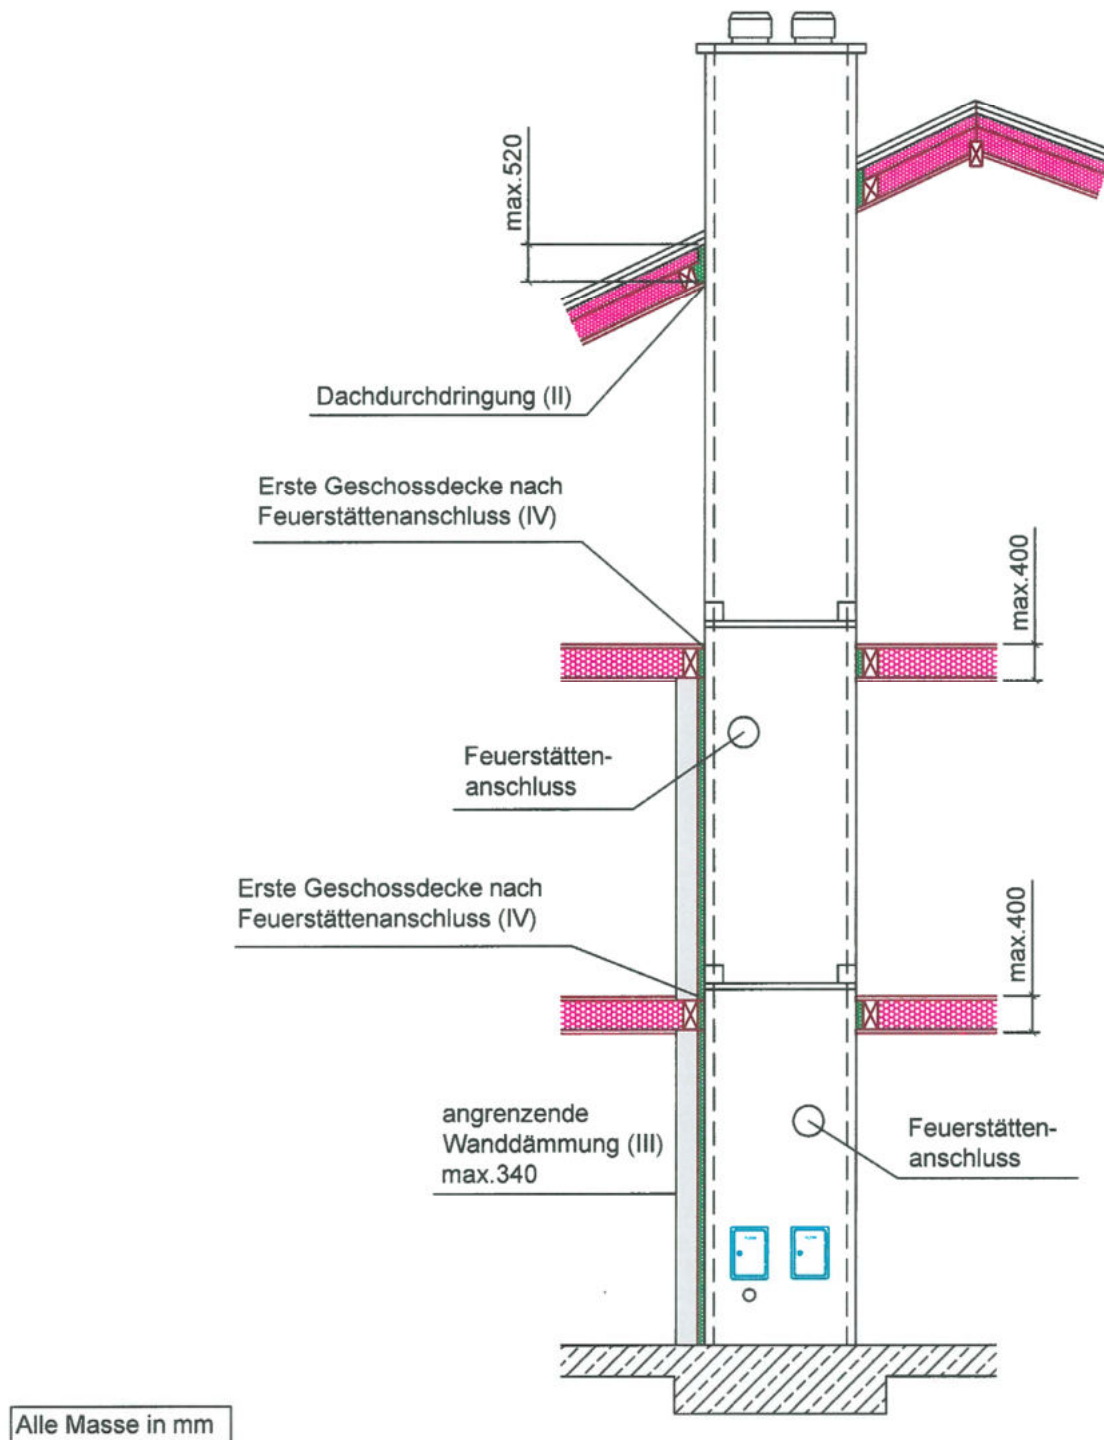 max.520
Dachdurchdringung (II)
Erste Geschossdecke nach
Feuerstättenanschluss (IV)
max.400
Feuerstätten-
anschluss
Erste Geschossdecke nach
Feuerstättenanschluss (IV)
max.400
angrenzende
Wanddämmung (III)
max.340
Feuerstätten-
anschluss
Alle Masse in mm